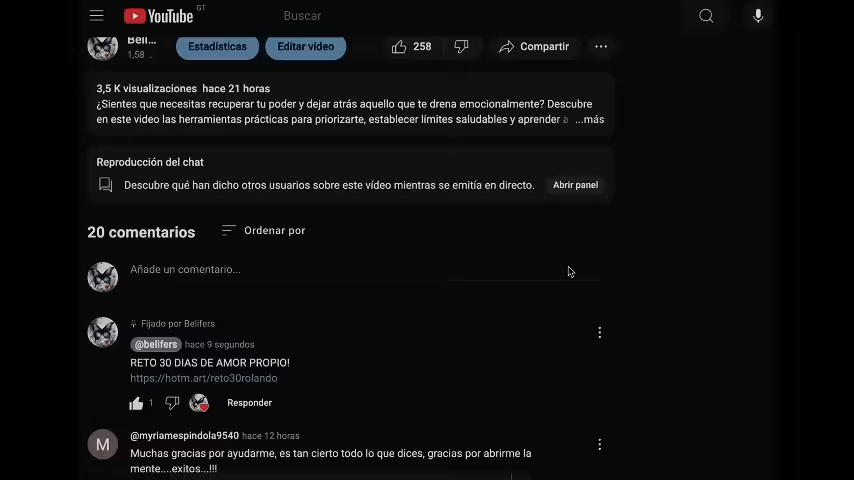 YouTube GT
Buscar
Beli...
1,58 ...
Estadísticas
Editar vídeo
258
Compartir
3,5 K visualizaciones hace 21 horas
¿Sientes que necesitas recuperar tu poder y dejar atrás aquello que te drena emocionalmente? Descubre
en este video las herramientas prácticas para priorizarte, establecer límites saludables y aprender a ...más
Reproducción del chat
Descubre qué han dicho otros usuarios sobre este vídeo mientras se emitía en directo.
Abrir panel
20 comentarios
Ordenar por
Añade un comentario...
Fijado por Belifers
@belifers hace 9 segundos
RETO 30 DIAS DE AMOR PROPIO!
https://hotm.art/reto30rolando
1
Responder
M
@myriamespindola9540 hace 12 horas
Muchas gracias por ayudarme, es tan cierto todo lo que dices, gracias por abrirme la
mente....exitos...!!!